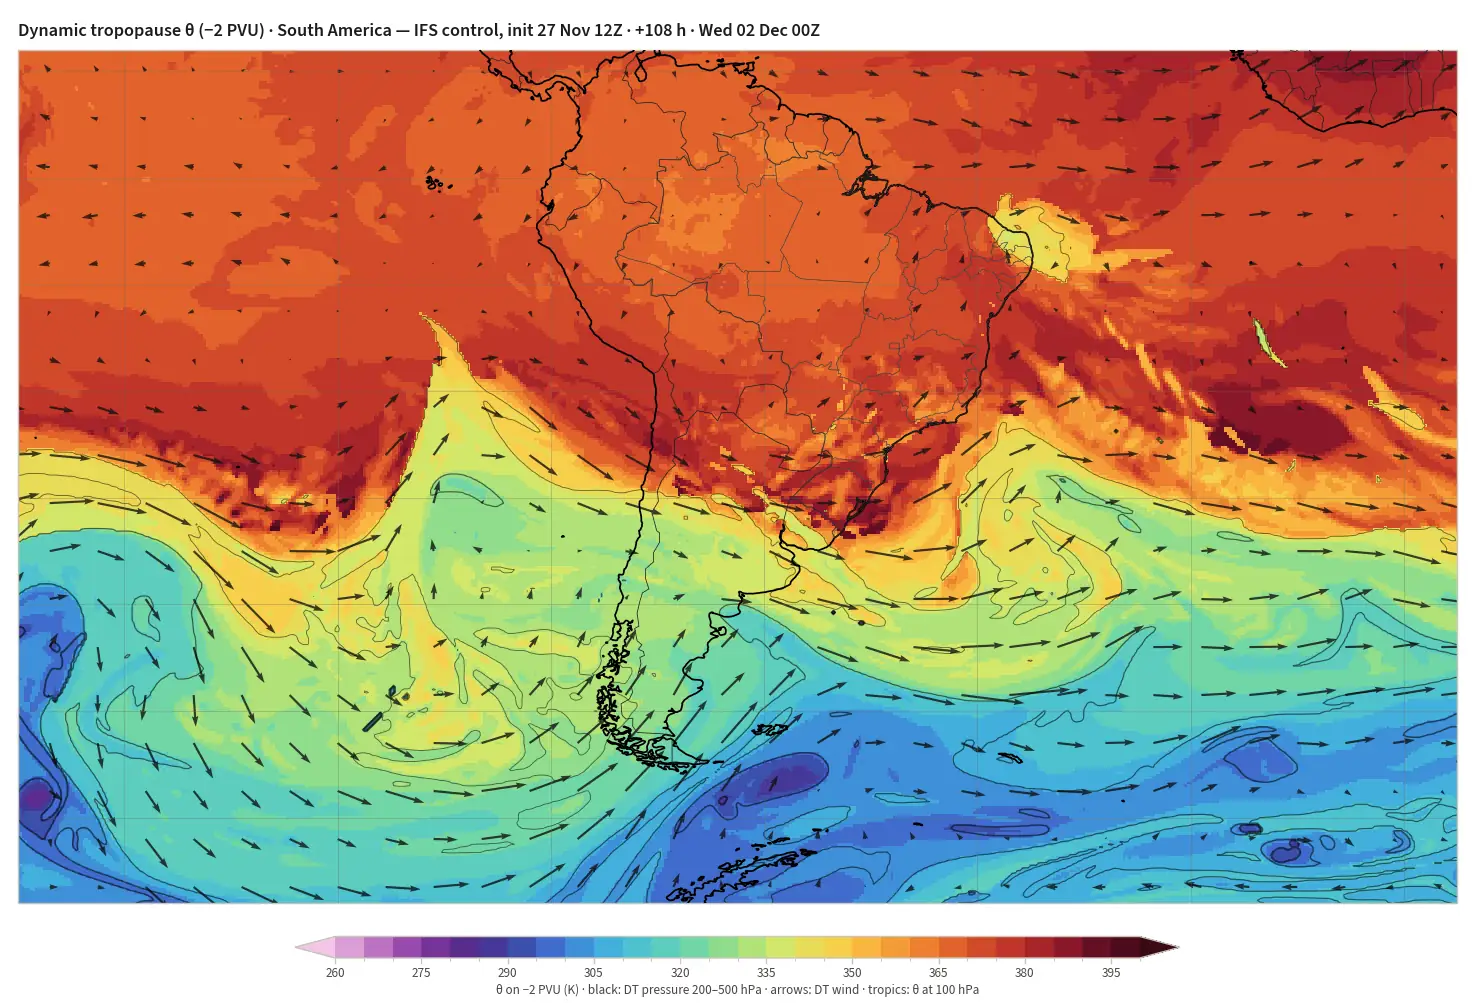 Dynamic tropopause θ (−2 PVU) · South America — IFS control, init 27 Nov 12Z · +108 h · Wed 02 Dec 00Z
260 275 290 305 320 335 350 365 380 395
θ on −2 PVU (K) · black: DT pressure 200–500 hPa · arrows: DT wind · tropics: θ at 100 hPa